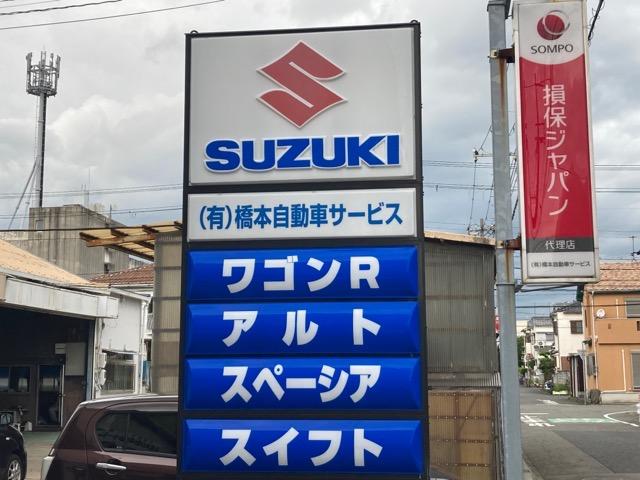 SUZUKI
(有)橋本自動車サービス
ワゴンR
アルト
スペーシア
スイフト
SOMPO
損保ジャパン
代理店
(有)橋本自動車サービス